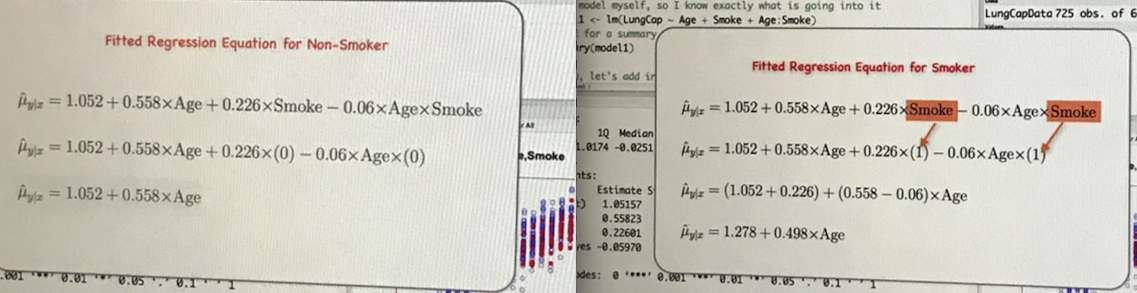 Fitted Regression Equation for Non-Smoker
μ̂y|x = 1.052 + 0.558×Age + 0.226×Smoke − 0.06×Age×Smoke
μ̂y|x = 1.052 + 0.558×Age + 0.226×(0) − 0.06×Age×(0)
μ̂y|x = 1.052 + 0.558×Age
,Smoke
.001 '**' 0.01 '*' 0.05 '.' 0.1 ' ' 1
model myself, so I know exactly what is going into it
1 <- lm(LungCap ~ Age + Smoke + Age:Smoke)
for a summary
ry(model1)
, let's add in
LungCapData 725 obs. of 6
1Q Median
1.0174 -0.0251
nts:
Estimate S
) 1.05157
0.55823
0.22601
yes -0.05970
odes: 0 '***' 0.001 '**' 0.01 '*' 0.05 '.' 0.1 ' ' 1
Fitted Regression Equation for Smoker
μ̂y|x = 1.052 + 0.558×Age + 0.226×Smoke − 0.06×Age×Smoke
μ̂y|x = 1.052 + 0.558×Age + 0.226×(1) − 0.06×Age×(1)
μ̂y|x = (1.052 + 0.226) + (0.558 − 0.06)×Age
μ̂y|x = 1.278 + 0.498×Age